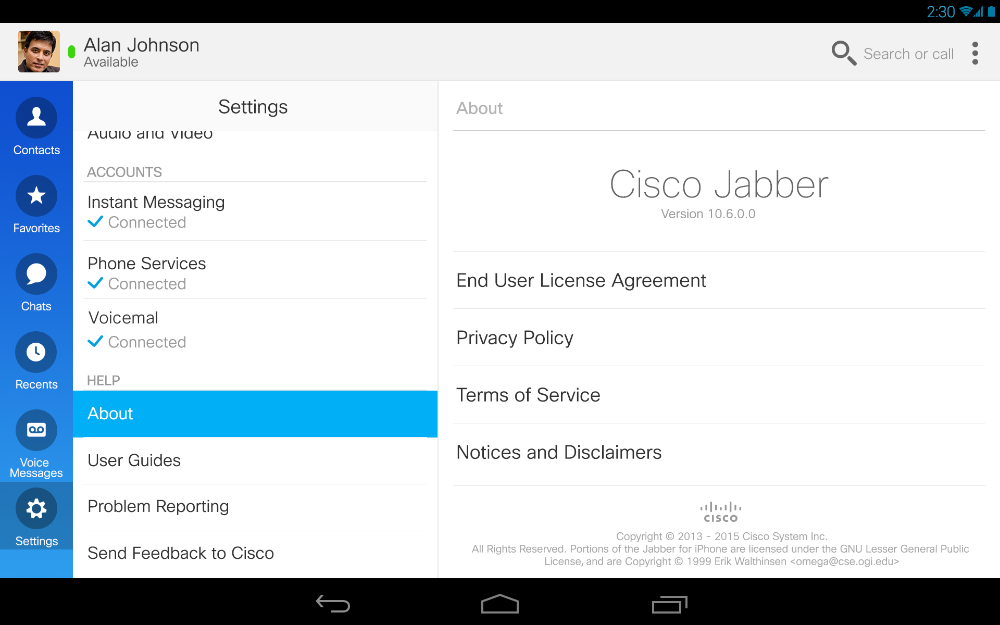 2:30
Alan Johnson
Available
Search or call
Contacts
Favorites
Chats
Recents
Voice
Messages
Settings
Settings
Audio and Video
ACCOUNTS
Instant Messaging
Connected
Phone Services
Connected
Voicemal
Connected
HELP
About
User Guides
Problem Reporting
Send Feedback to Cisco
About
Cisco Jabber
Version 10.6.0.0
End User License Agreement
Privacy Policy
Terms of Service
Notices and Disclaimers
CISCO
Copyright © 2013 - 2015 Cisco System Inc.
All Rights Reserved. Portions of the Jabber for iPhone are licensed under the GNU Lesser General Public
License, and are Copyright © 1999 Erik Walthinsen <omega@cse.ogi.edu>